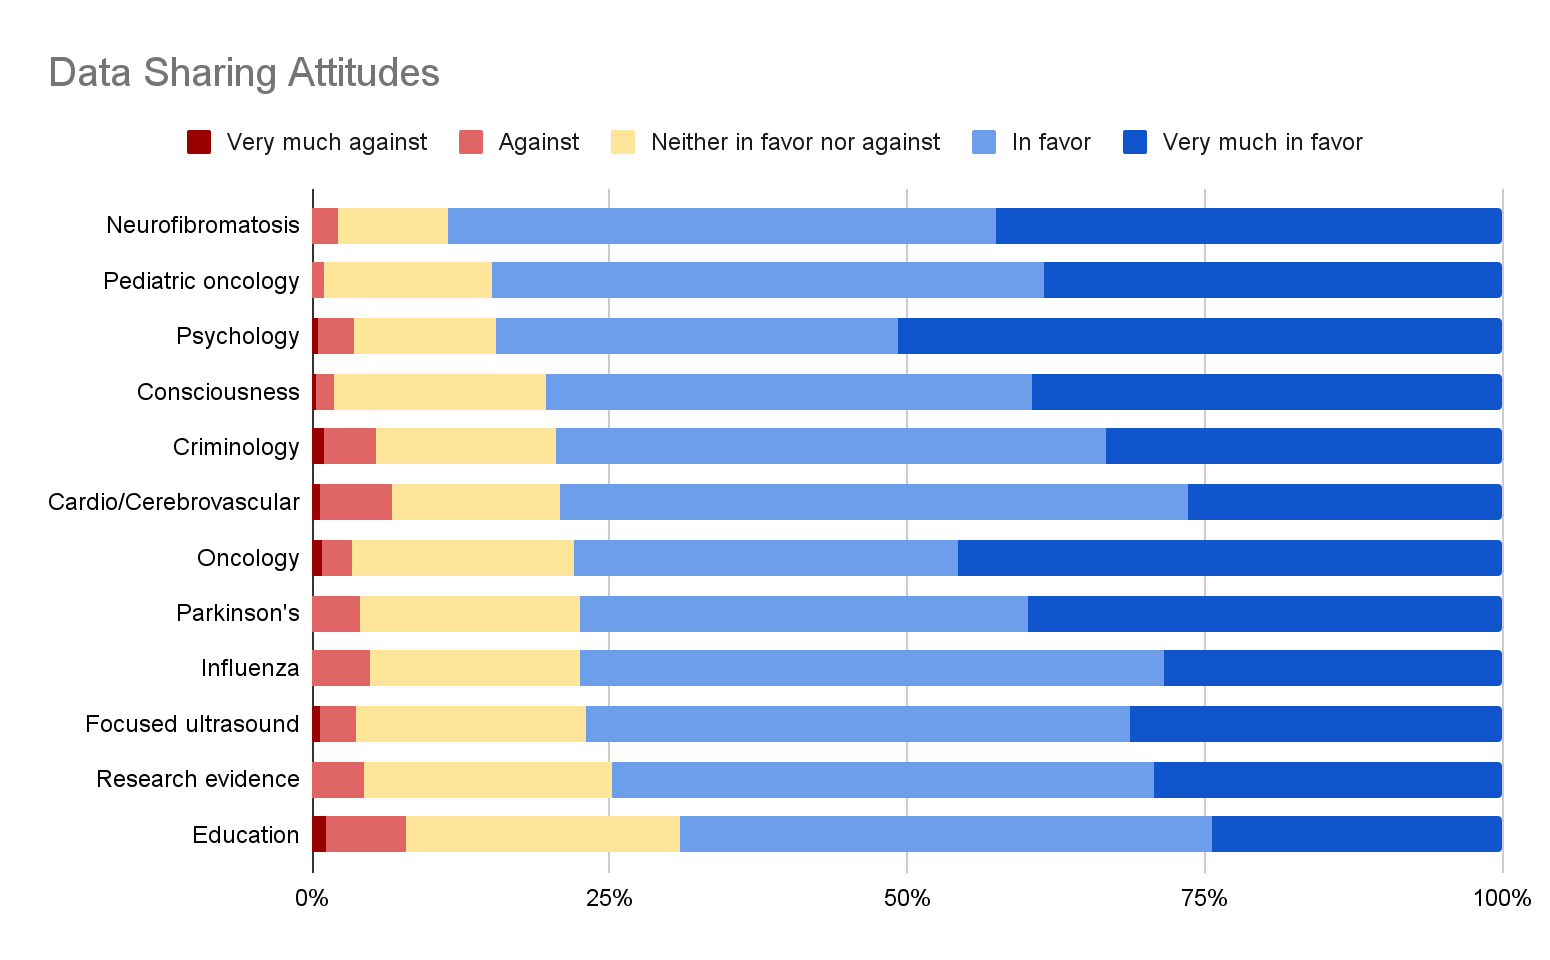 Data Sharing Attitudes
Very much against Against Neither in favor nor against In favor Very much in favor
Neurofibromatosis
Pediatric oncology
Psychology
Consciousness
Criminology
Cardio/Cerebrovascular
Oncology
Parkinson's
Influenza
Focused ultrasound
Research evidence
Education
0% 25% 50% 75% 100%